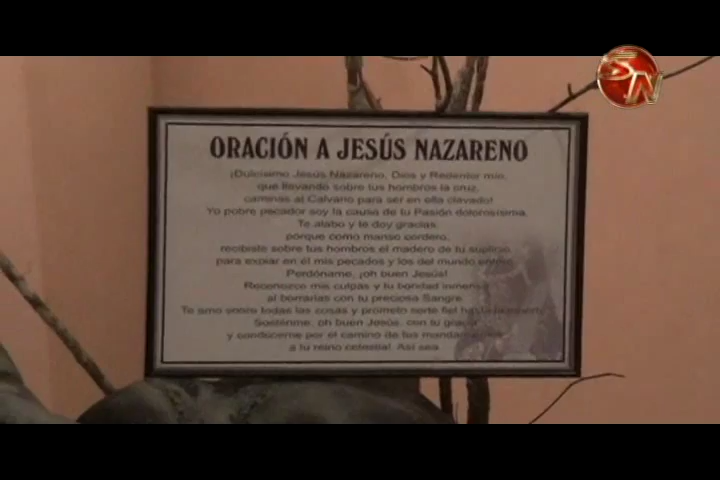 SN
ORACIÓN A JESÚS NAZARENO
¡Dulcísimo Jesús Nazareno, Dios y Redentor mío,
que llevando sobre tus hombros la cruz,
caminas al Calvario para ser en ella clavado!
Yo pobre pecador soy la causa de tu Pasión dolorosísima.
Te alabo y te doy gracias,
porque como manso cordero,
recibiste sobre tus hombros el madero de tu suplicio
para expiar en él mis pecados y los del mundo entero.
Perdóname, ¡oh buen Jesús!
Reconozco mis culpas y tu bondad inmensa
al borrarlas con tu preciosa Sangre.
Te amo sobre todas las cosas y prometo serte fiel hasta
Sosténme, oh buen Jesús, con tu gracia
y condúceme por el camino de tus mandamientos
a tu reino celestial. Así sea.